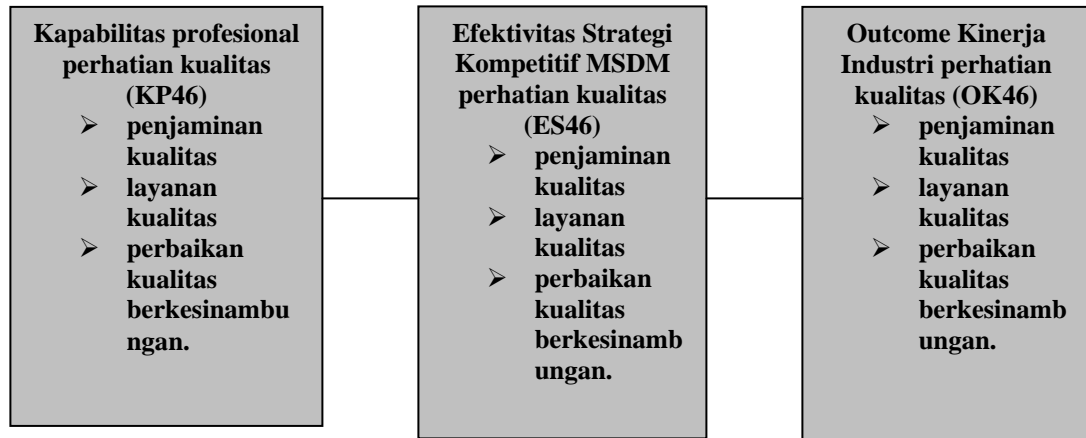 Kapabilitas profesional
perhatian kualitas
(KP46)
➢ penjaminan
kualitas
➢ layanan
kualitas
➢ perbaikan
kualitas
berkesinambu
ngan.
Efektivitas Strategi
Kompetitif MSDM
perhatian kualitas
(ES46)
➢ penjaminan
kualitas
➢ layanan
kualitas
➢ perbaikan
kualitas
berkesinamb
ungan.
Outcome Kinerja
Industri perhatian
kualitas (OK46)
➢ penjaminan
kualitas
➢ layanan
kualitas
➢ perbaikan
kualitas
berkesinamb
ungan.